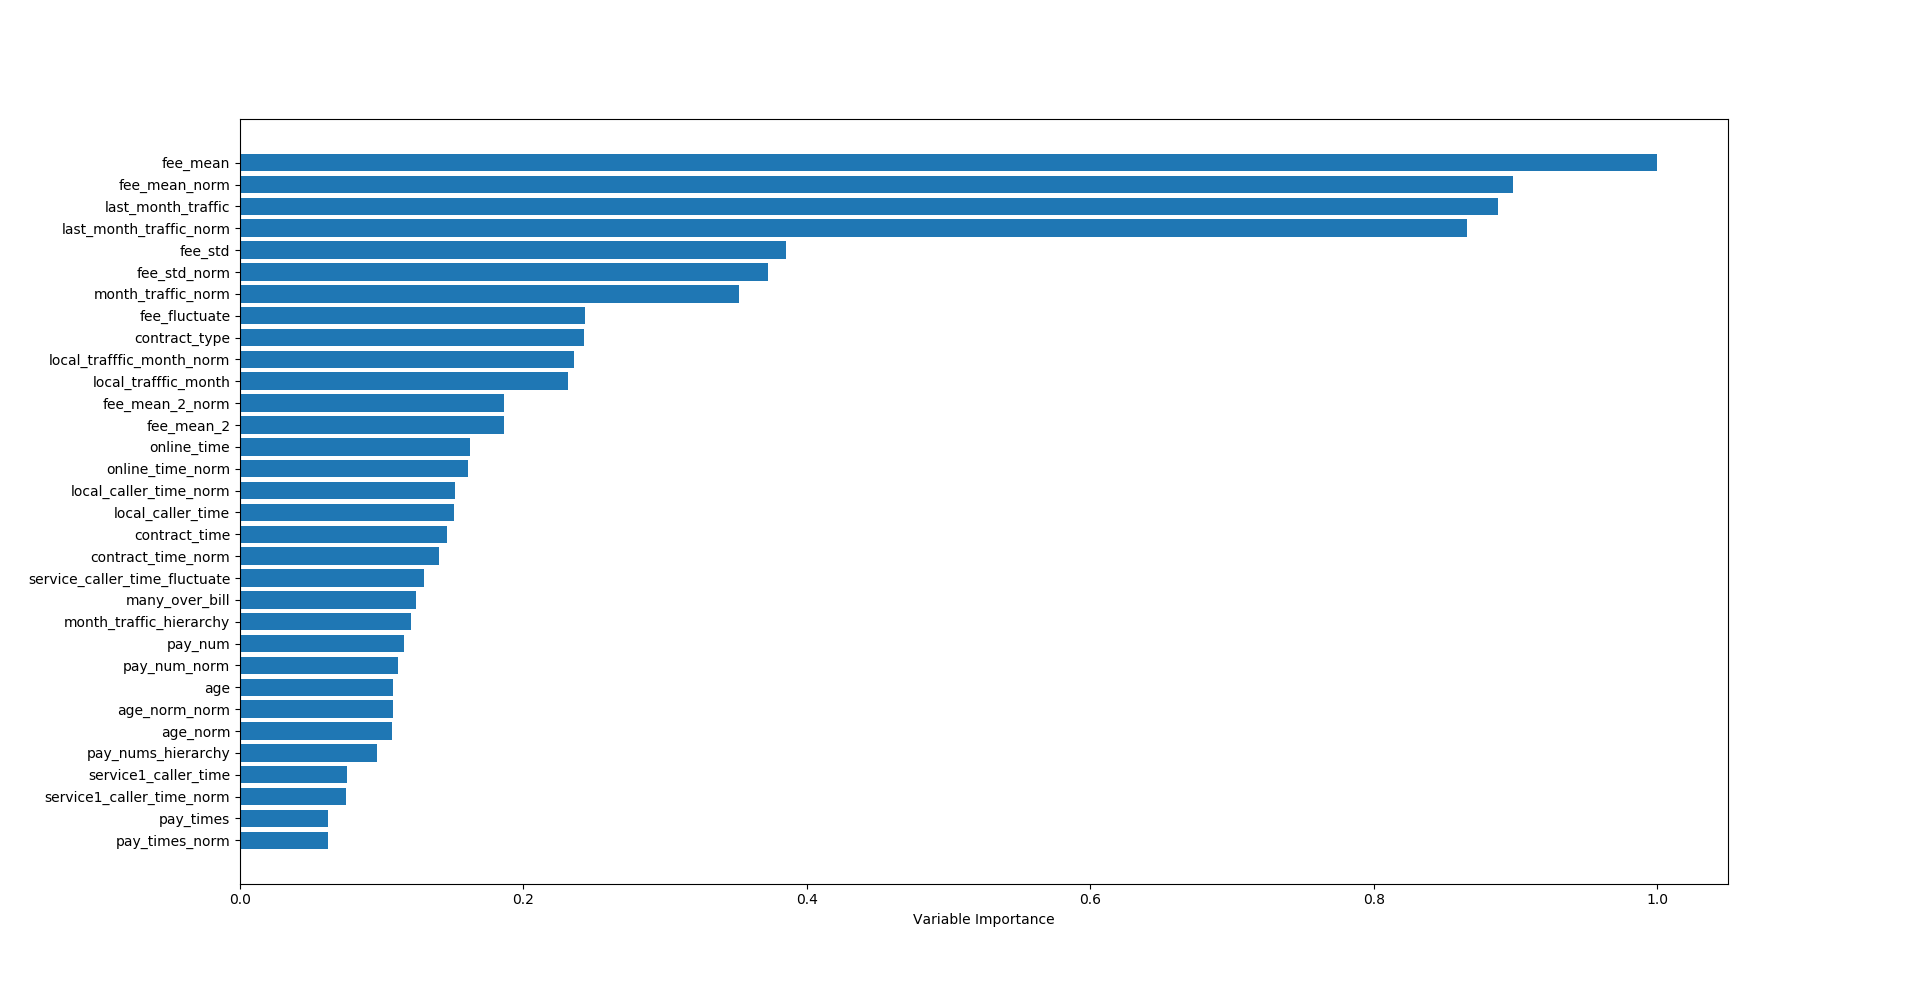 fee_mean
fee_mean_norm
last_month_traffic
last_month_traffic_norm
fee_std
fee_std_norm
month_traffic_norm
fee_fluctuate
contract_type
local_trafffic_month_norm
local_trafffic_month
fee_mean_2_norm
fee_mean_2
online_time
online_time_norm
local_caller_time_norm
local_caller_time
contract_time
contract_time_norm
service_caller_time_fluctuate
many_over_bill
month_traffic_hierarchy
pay_num
pay_num_norm
age
age_norm_norm
age_norm
pay_nums_hierarchy
service1_caller_time
service1_caller_time_norm
pay_times
pay_times_norm
0.0 0.2 0.4 0.6 0.8 1.0
Variable Importance